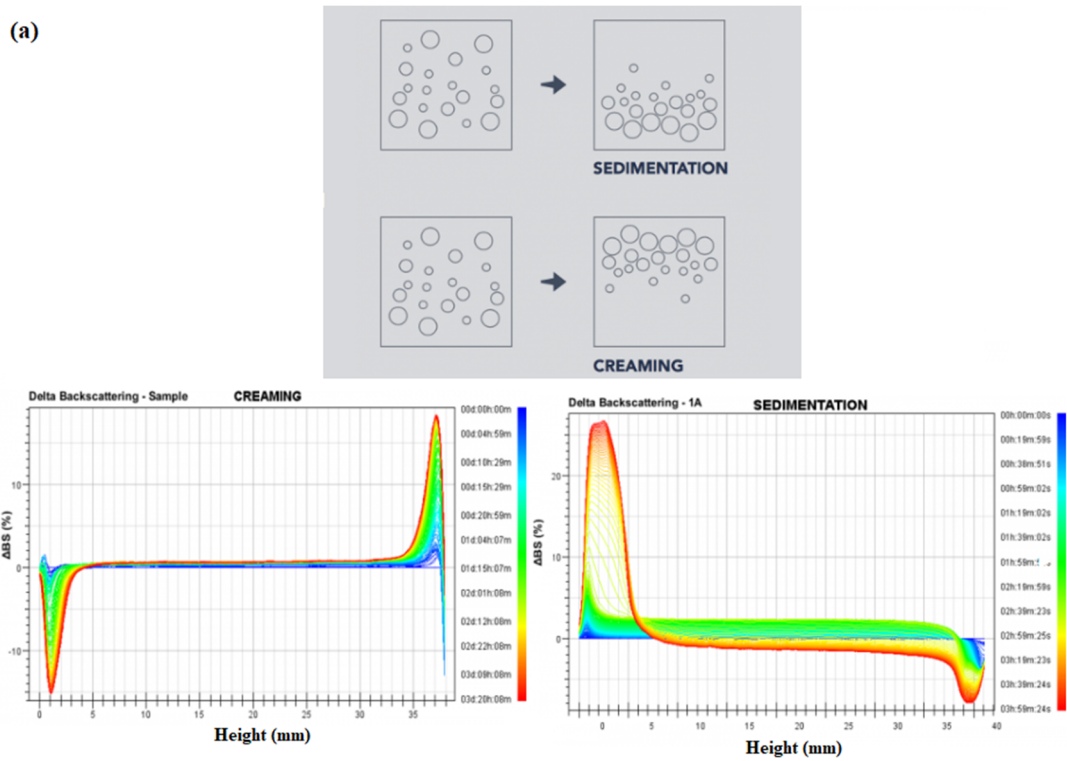 (a)
SEDIMENTATION
CREAMING
Delta Backscattering - Sample CREAMING
ΔBS (%)
10
0
-10
0 5 10 15 20 25 30 35
Height (mm)
00d:00h:00m
00d:04h:59m
00d:10h:29m
00d:15h:29m
00d:20h:59m
01d:04h:07m
01d:15h:07m
02d:01h:08m
02d:12h:08m
02d:22h:08m
03d:09h:08m
03d:20h:08m
Delta Backscattering - 1A SEDIMENTATION
ΔBS (%)
20
10
0
0 5 10 15 20 25 30 35 40
Height (mm)
00h:00m:00s
00h:19m:59s
00h:38m:51s
00h:59m:02s
01h:19m:02s
01h:39m:02s
01h:59m:
02h:19m:59s
02h:39m:23s
02h:59m:25s
03h:19m:23s
03h:39m:24s
03h:59m:24s